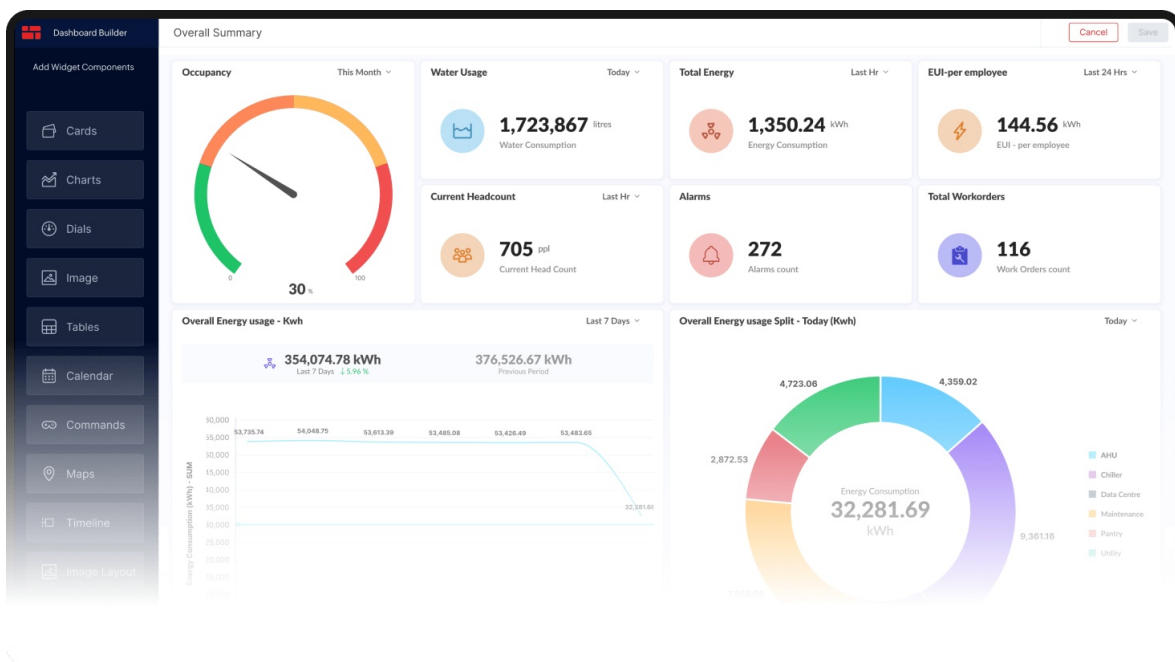 Dashboard Builder
Overall Summary
Cancel
Save
Add Widget Components
Cards
Charts
Dials
Image
Tables
Calendar
Commands
Maps
Timeline
Image Layout
Occupancy
This Month
0
100
30 %
Water Usage
Today
1,723,867 litres
Water Consumption
Total Energy
Last Hr
1,350.24 kWh
Energy Consumption
EUI-per employee
Last 24 Hrs
144.56 kWh
EUI - per employee
Current Headcount
Last Hr
705 ppl
Current Head Count
Alarms
272
Alarms count
Total Workorders
116
Work Orders count
Overall Energy usage - Kwh
Last 7 Days
354,074.78 kWh
Last 7 Days ↓5.96 %
376,526.67 kWh
Previous Period
Energy Consumption (kWh) - SUM
53,735.74
54,048.75
53,613.39
53,485.08
53,426.49
53,483.65
Overall Energy usage Split - Today (Kwh)
Today
4,723.06
4,359.02
2,872.53
9,361.16
Energy Consumption
32,281.69
kWh
AHU
Chiller
Data Centre
Maintenance
Pantry
Utility